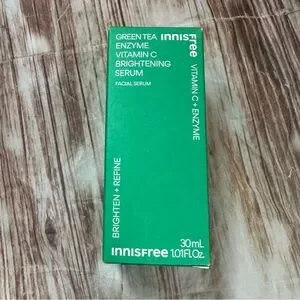 GREEN TEA
ENZYME
VITAMIN C
BRIGHTENING
SERUM
FACIAL SERUM
innisfree
VITAMIN C + ENZYME
BRIGHTEN + REFINE
30mL
innisfree 1.01Fl.Oz.